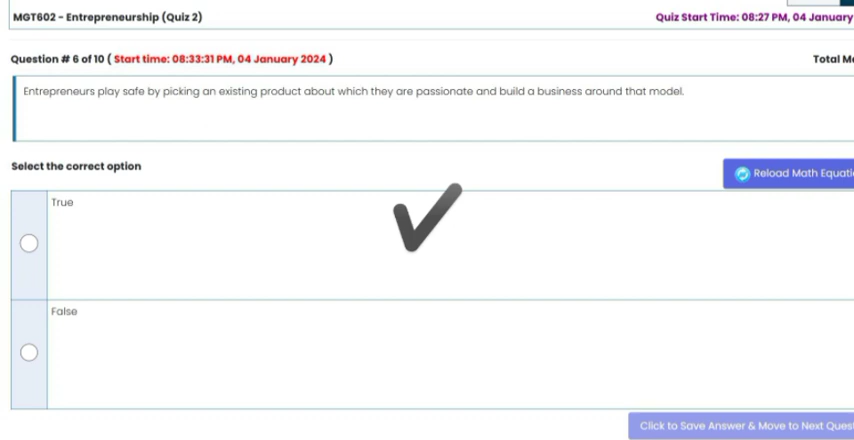 MGT602 - Entrepreneurship (Quiz 2) Quiz Start Time: 08:27 PM, 04 January
Question # 6 of 10 ( Start time: 08:33:31 PM, 04 January 2024 ) Total
Entrepreneurs play safe by picking an existing product about which they are passionate and build a business around that model.
Select the correct option
Reload Math
True
False
Click to Save Answer & Move to Next